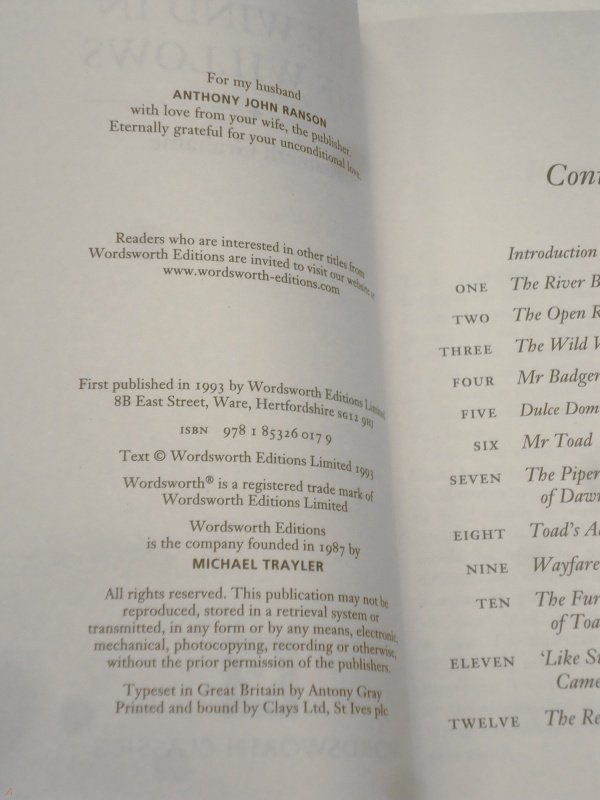 For my husband
ANTHONY JOHN RANSON
with love from your wife, the publisher.
Eternally grateful for your unconditional love.
Readers who are interested in other titles from
Wordsworth Editions are invited to visit our website at
www.wordsworth-editions.com
First published in 1993 by Wordsworth Editions Limited
8B East Street, Ware, Hertfordshire SG12 9HJ
ISBN 978 1 85326 017 9
Text © Wordsworth Editions Limited 1993
Wordsworth® is a registered trade mark of
Wordsworth Editions Limited
Wordsworth Editions
is the company founded in 1987 by
MICHAEL TRAYLER
All rights reserved. This publication may not be
reproduced, stored in a retrieval system or
transmitted, in any form or by any means, electronic,
mechanical, photocopying, recording or otherwise,
without the prior permission of the publishers.
Typeset in Great Britain by Antony Gray
Printed and bound by Clays Ltd, St Ives plc
Cont
Introduction
ONE The River B
TWO The Open R
THREE The Wild W
FOUR Mr Badger
FIVE Dulce Dom
SIX Mr Toad
SEVEN The Piper
of Dawn
EIGHT Toad's Ad
NINE Wayfare
TEN The Fur
of Toa
ELEVEN 'Like Su
Came
TWELVE The Re